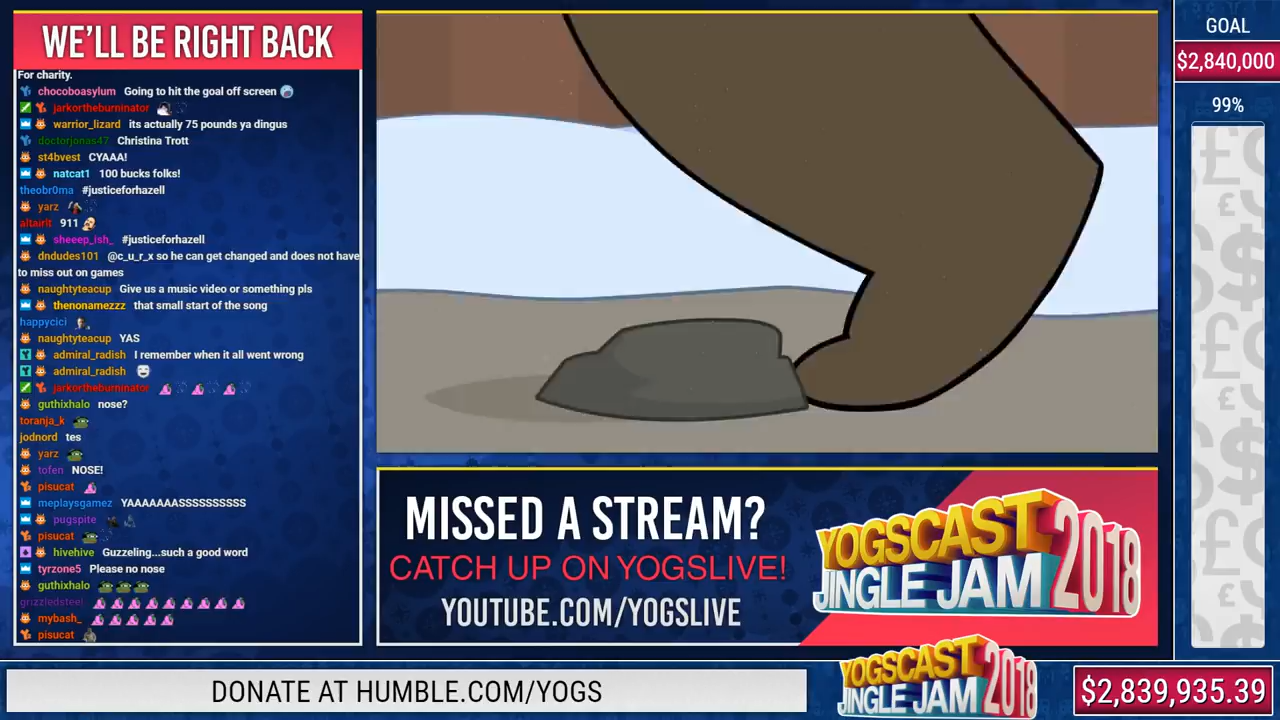 WE'LL BE RIGHT BACK
For charity.
chocoboasylum Going to hit the goal off screen
jarkortheburninator
warrior_lizard its actually 75 pounds ya dingus
doctorjonas47 Christina Trott
st4bvest CYAAA!
natcat1 100 bucks folks!
theobr0ma #justiceforhazell
yarz
altairlt 911
sheeep_ish_ #justiceforhazell
dndudes101 @c_u_r_x so he can get changed and does not have
to miss out on games
naughtyteacup Give us a music video or something pls
thenonamezzz that small start of the song
happycici
naughtyteacup YAS
admiral_radish I remember when it all went wrong
admiral_radish
jarkortheburninator
guthixhalo nose?
toranja_k
jodnord tes
yarz
tofen NOSE!
pisucat
meplaysgamez YAAAAAAASSSSSSSSSS
pugspite
pisucat
hivehive Guzzeling...such a good word
tyrzone5 Please no nose
guthixhalo
grizzledsteel
mybash_
pisucat
MISSED A STREAM?
CATCH UP ON YOGSLIVE!
YOUTUBE.COM/YOGSLIVE
YOGSCAST
JINGLE JAM 2018
GOAL
$2,840,000
99%
DONATE AT HUMBLE.COM/YOGS
YOGSCAST
JINGLE JAM 2018
$2,839,935.39